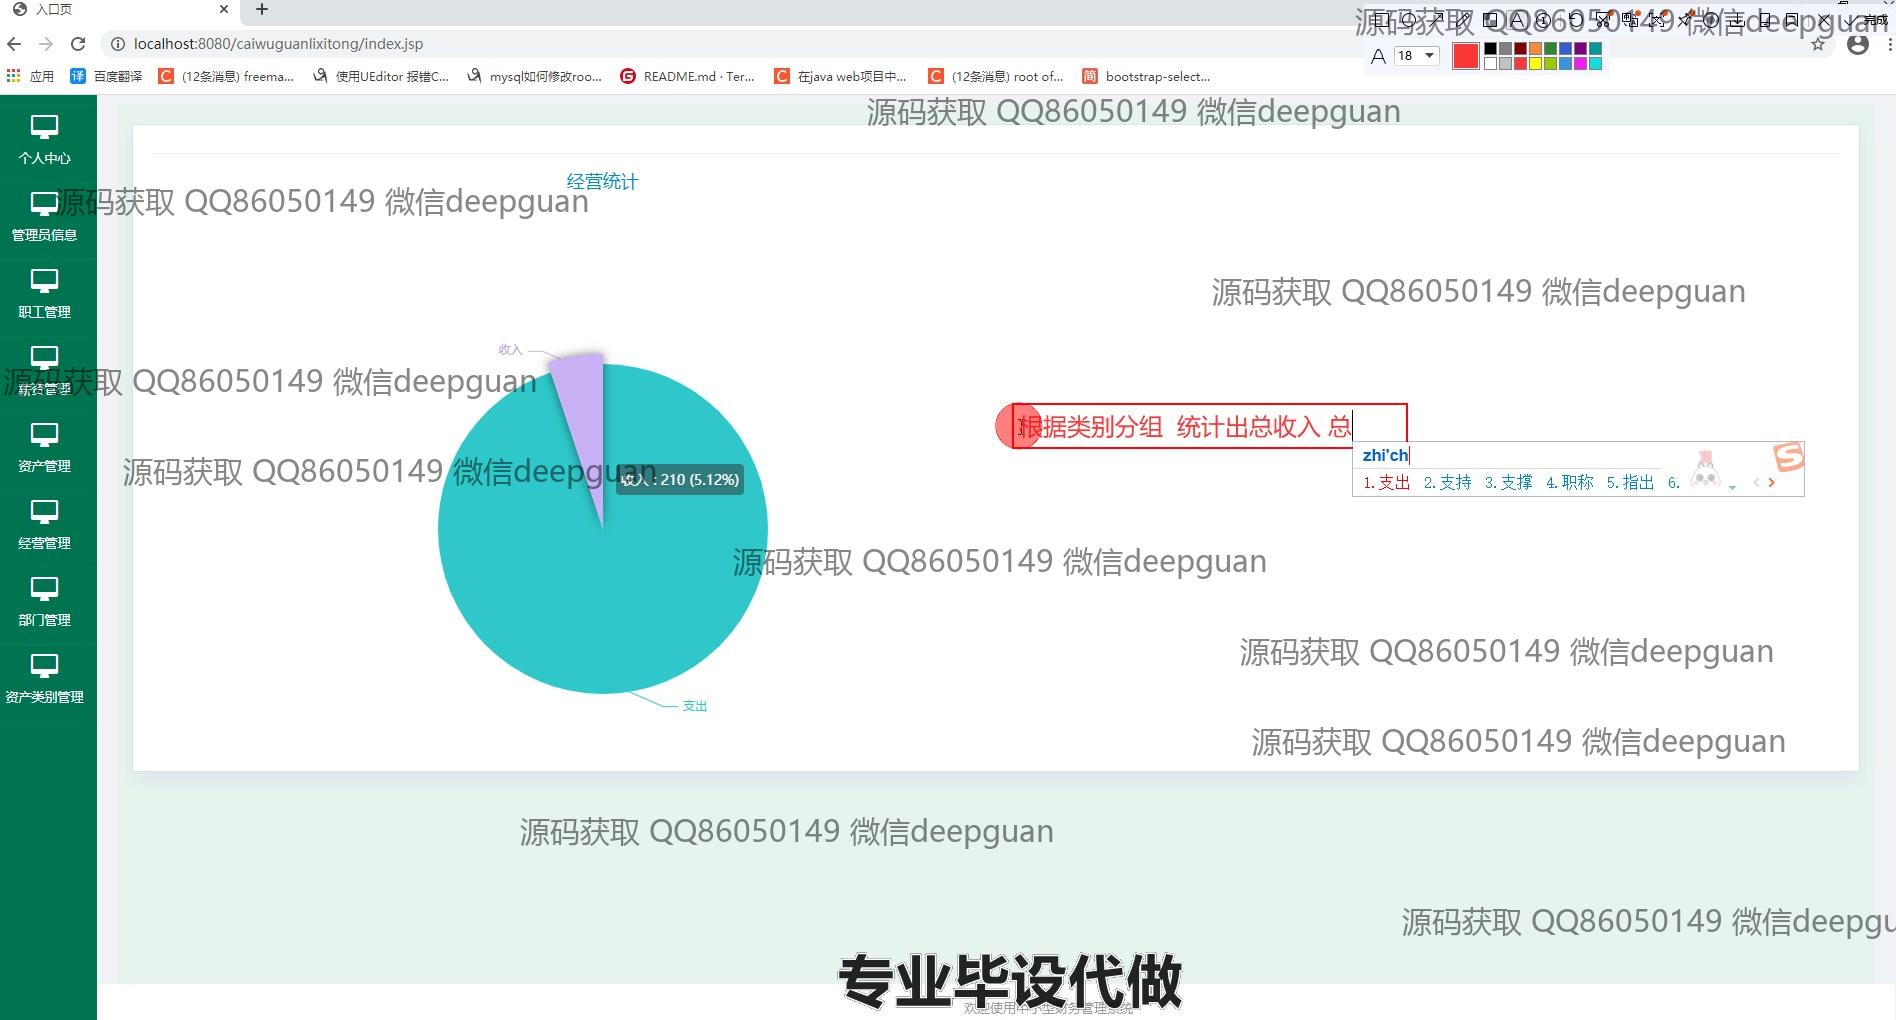 入口页
localhost:8080/caiwuguanlixitong/index.jsp
完成
A 18
应用 百度翻译 (12条消息) freema... 使用UEditor 报错C... mysql如何修改roo... README.md · Ter... 在java web项目中... (12条消息) root of... bootstrap-select...
源码获取 QQ86050149 微信deepguan
源码获取 QQ86050149 微信deepguan
个人中心
经营统计
源码获取 QQ86050149 微信deepguan
管理员信息
源码获取 QQ86050149 微信deepguan
职工管理
收入
源码获取 QQ86050149 微信deepguan
薪资管理
根据类别分组 统计出总收入 总
zhi'ch
1.支出 2.支持 3.支撑 4.职称 5.指出 6.
资产管理
源码获取 QQ86050149 微信deepguan
收入 : 210 (5.12%)
经营管理
源码获取 QQ86050149 微信deepguan
部门管理
源码获取 QQ86050149 微信deepguan
资产类别管理
支出
源码获取 QQ86050149 微信deepguan
源码获取 QQ86050149 微信deepguan
源码获取 QQ86050149 微信deepgu
专业毕设代做
欢迎使用中小型财务管理系统